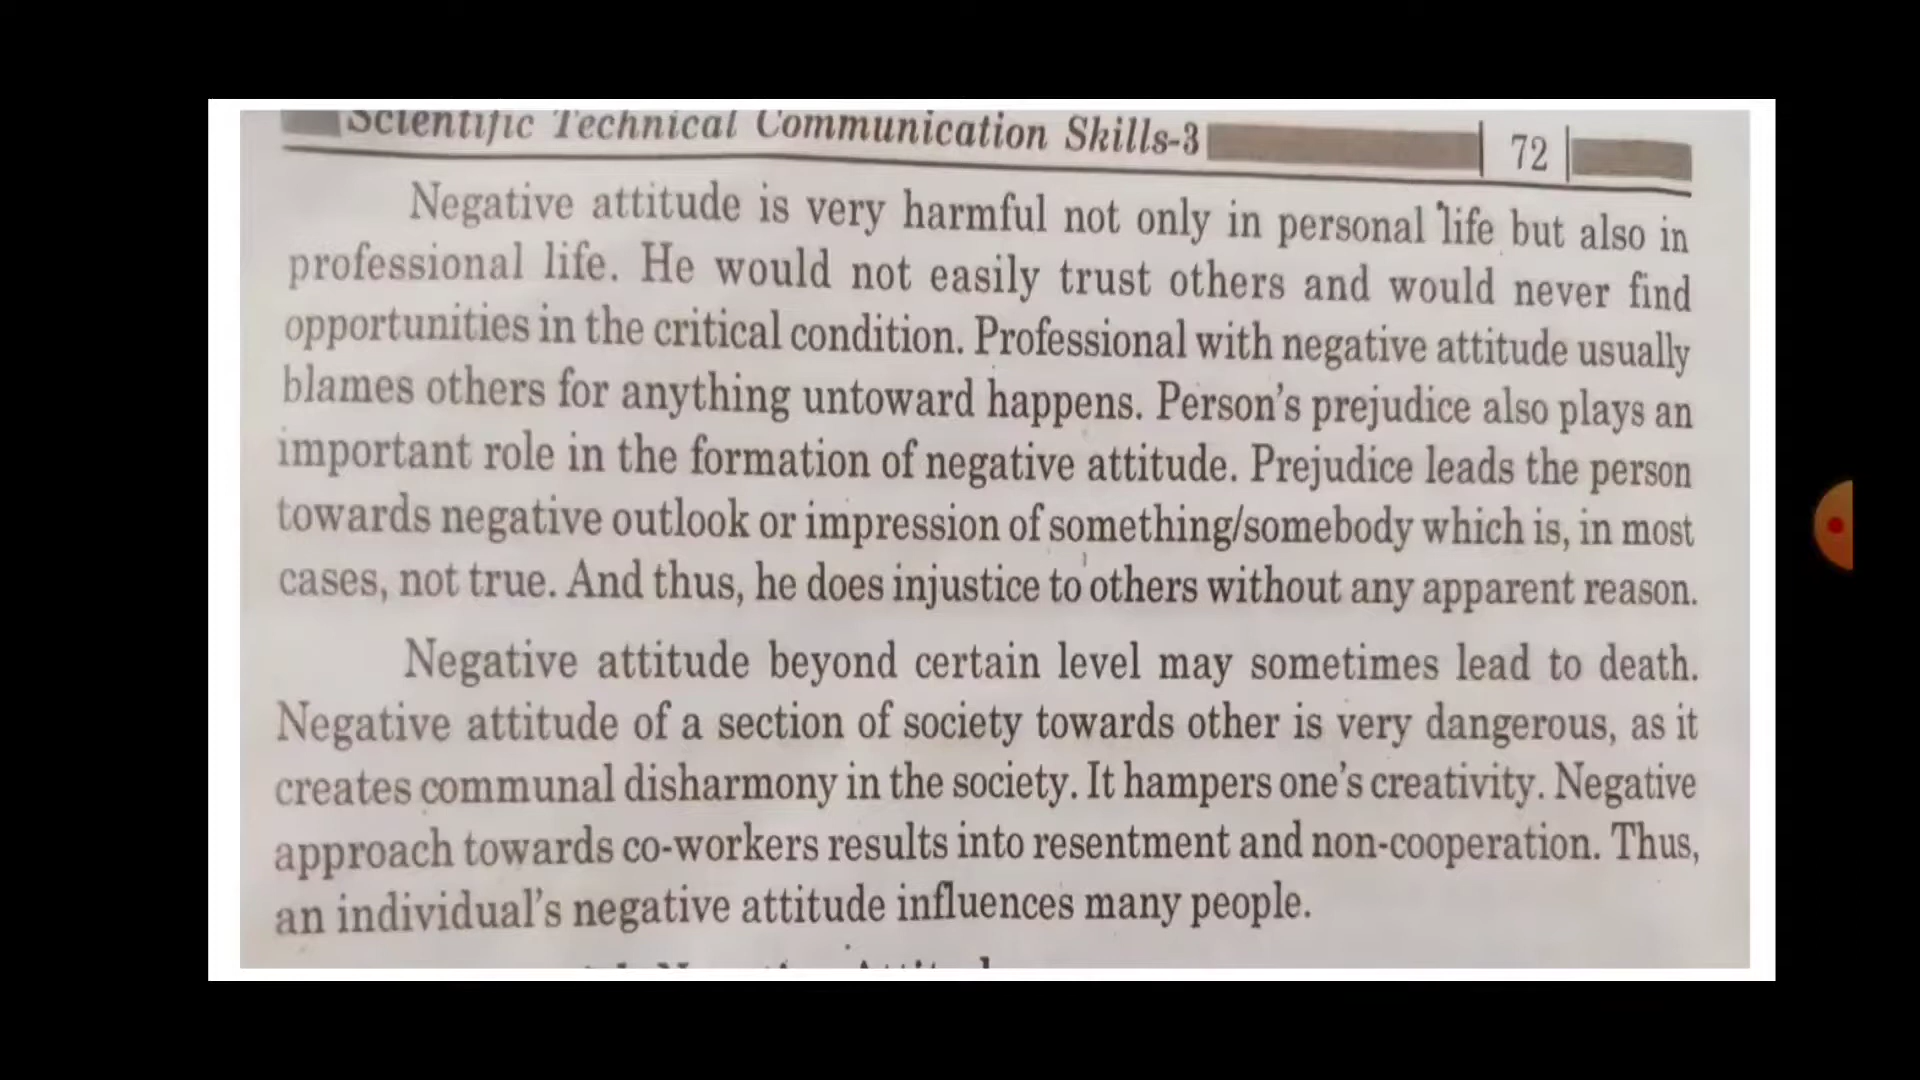 Scientific Technical Communication Skills-3 72
Negative attitude is very harmful not only in personal life but also in
professional life. He would not easily trust others and would never find
opportunities in the critical condition. Professional with negative attitude usually
blames others for anything untoward happens. Person's prejudice also plays an
important role in the formation of negative attitude. Prejudice leads the person
towards negative outlook or impression of something/somebody which is, in most
cases, not true. And thus, he does injustice to others without any apparent reason.
Negative attitude beyond certain level may sometimes lead to death.
Negative attitude of a section of society towards other is very dangerous, as it
creates communal disharmony in the society. It hampers one's creativity. Negative
approach towards co-workers results into resentment and non-cooperation. Thus,
an individual's negative attitude influences many people.